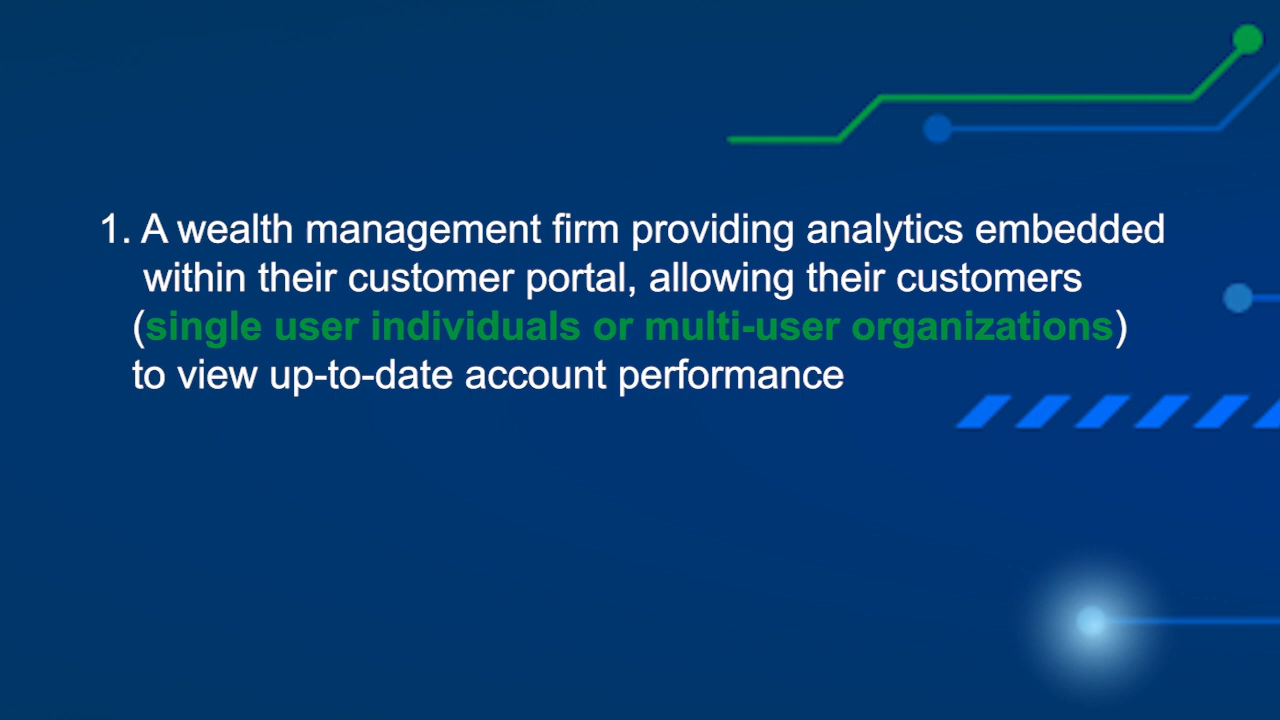 1. A wealth management firm providing analytics embedded
within their customer portal, allowing their customers
(single user individuals or multi-user organizations)
to view up-to-date account performance